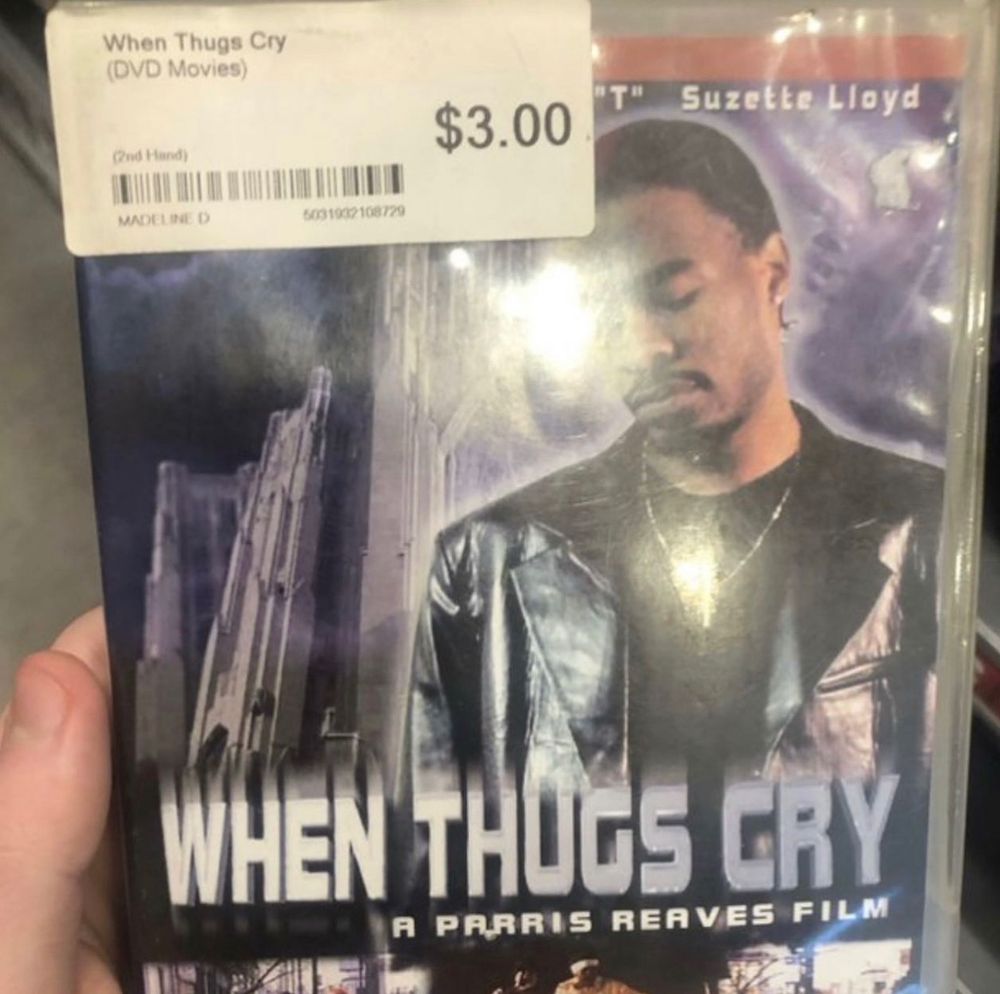 When Thugs Cry
(DVD Movies)
$3.00
(2nd Hand)
MADELINE D 5031932108729
"T" Suzette Lloyd
WHEN THUGS CRY
A PARRIS REAVES FILM